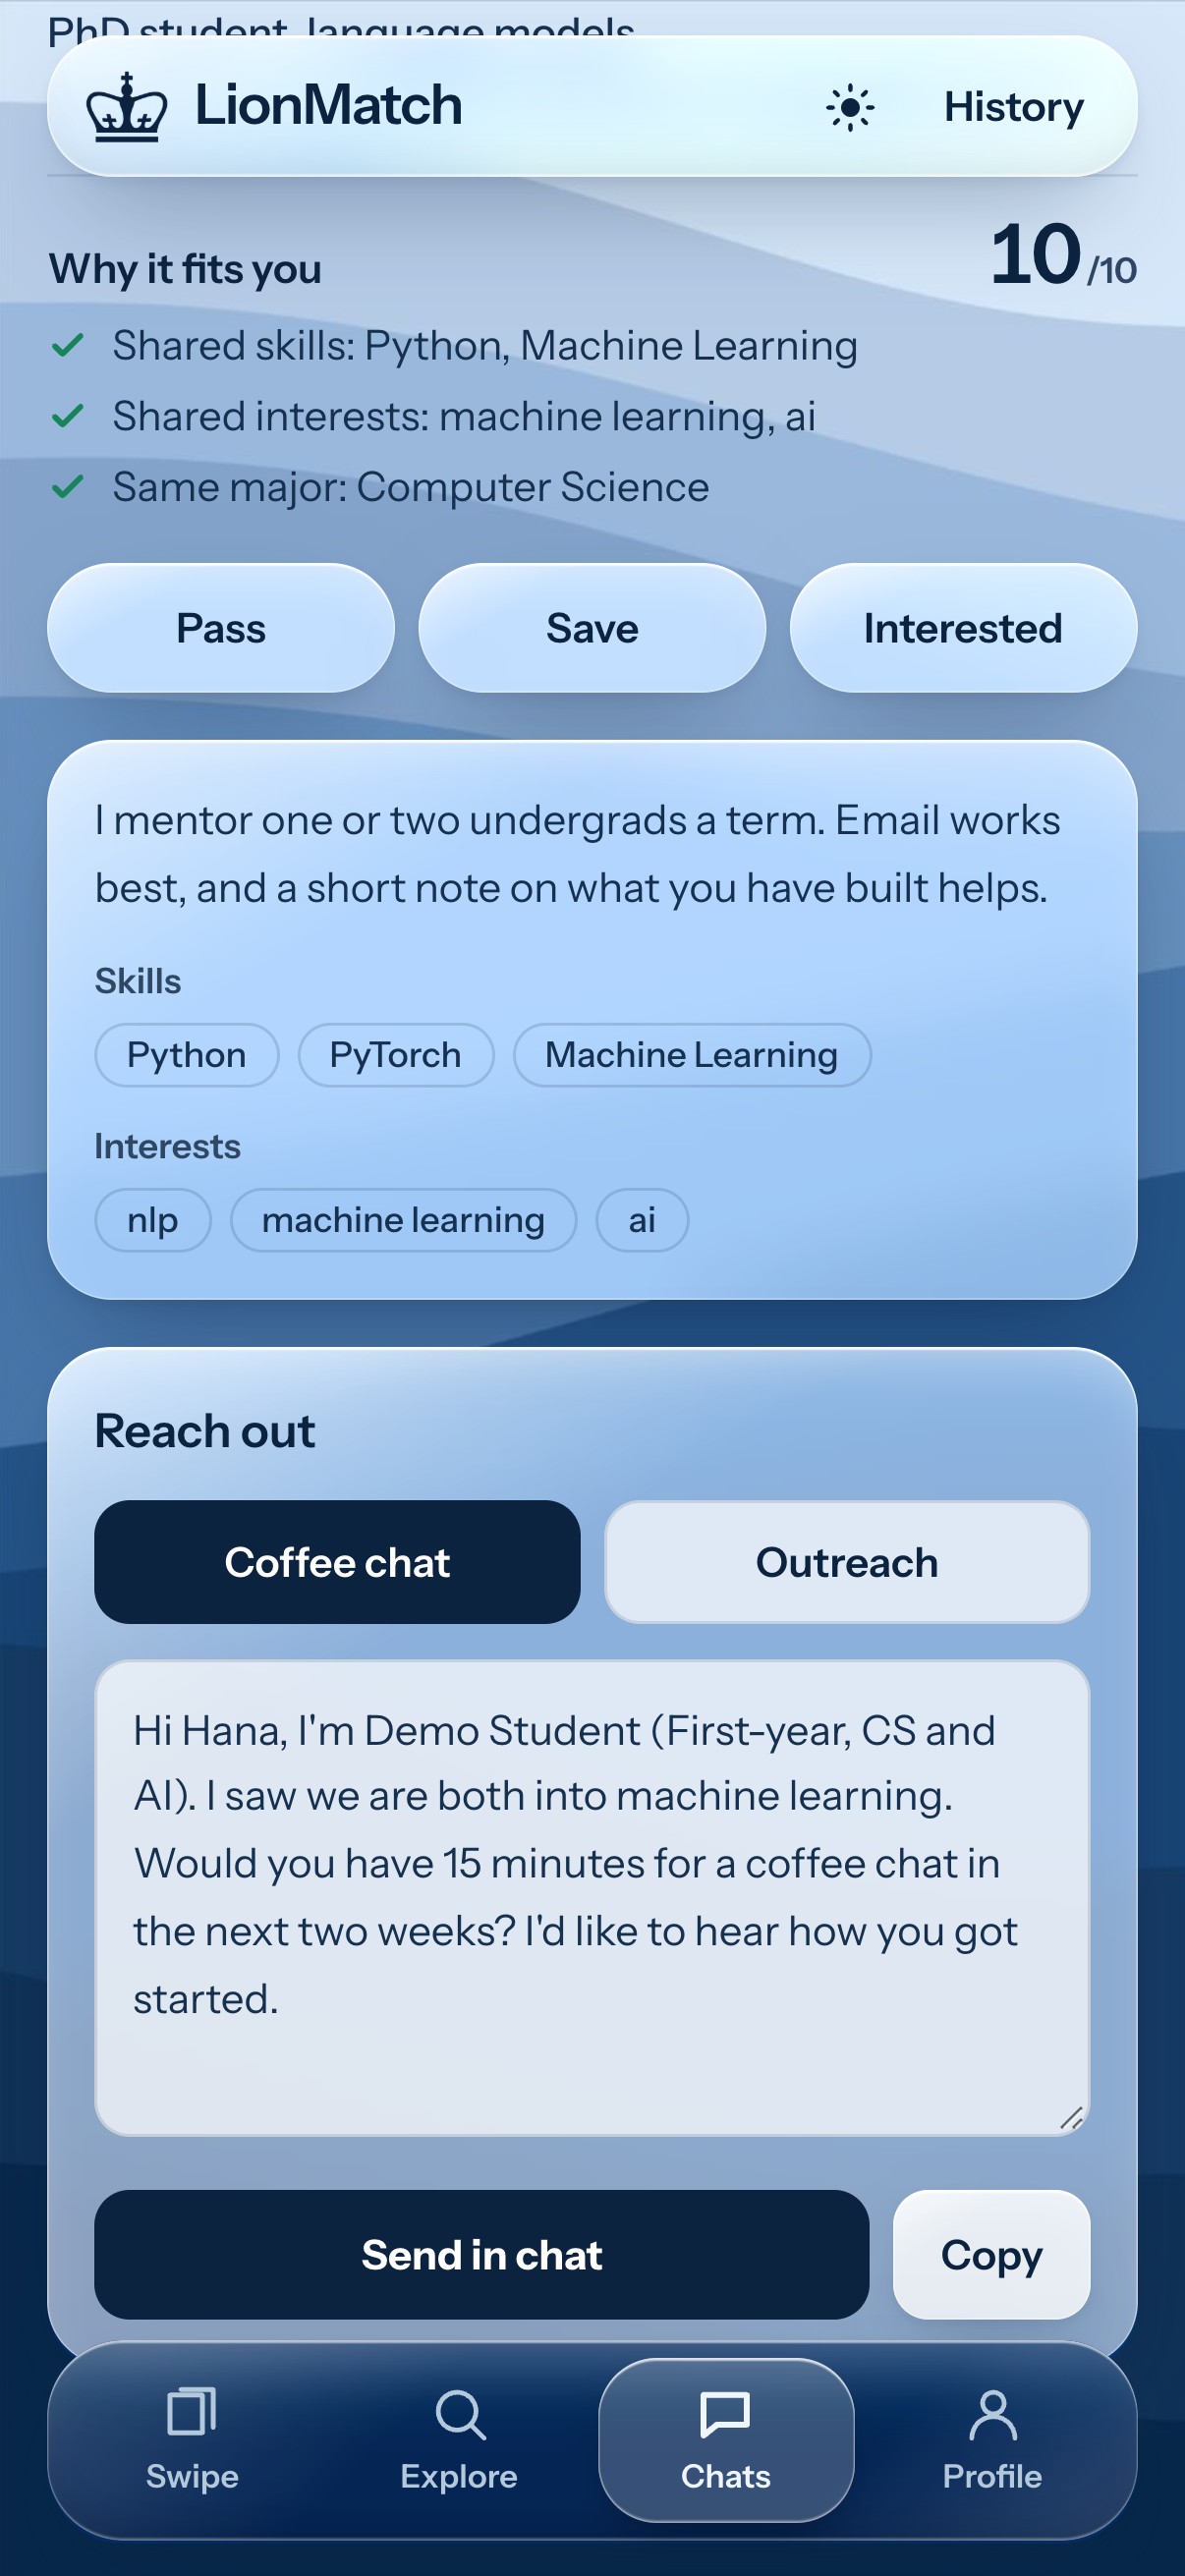 PhD student, language models
LionMatch
History
Why it fits you
10/10
Shared skills: Python, Machine Learning
Shared interests: machine learning, ai
Same major: Computer Science
Pass
Save
Interested
I mentor one or two undergrads a term. Email works
best, and a short note on what you have built helps.
Skills
Python
PyTorch
Machine Learning
Interests
nlp
machine learning
ai
Reach out
Coffee chat
Outreach
Hi Hana, I'm Demo Student (First-year, CS and
AI). I saw we are both into machine learning.
Would you have 15 minutes for a coffee chat in
the next two weeks? I'd like to hear how you got
started.
Send in chat
Copy
Swipe
Explore
Chats
Profile